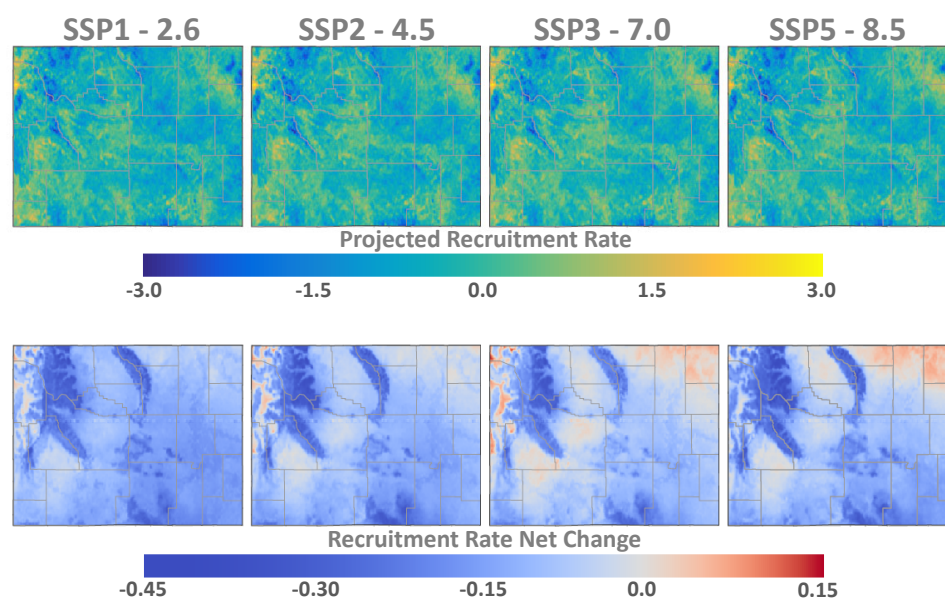 SSP1 - 2.6 SSP2 - 4.5 SSP3 - 7.0 SSP5 - 8.5
Projected Recruitment Rate
-3.0 -1.5 0.0 1.5 3.0
Recruitment Rate Net Change
-0.45 -0.30 -0.15 0.0 0.15